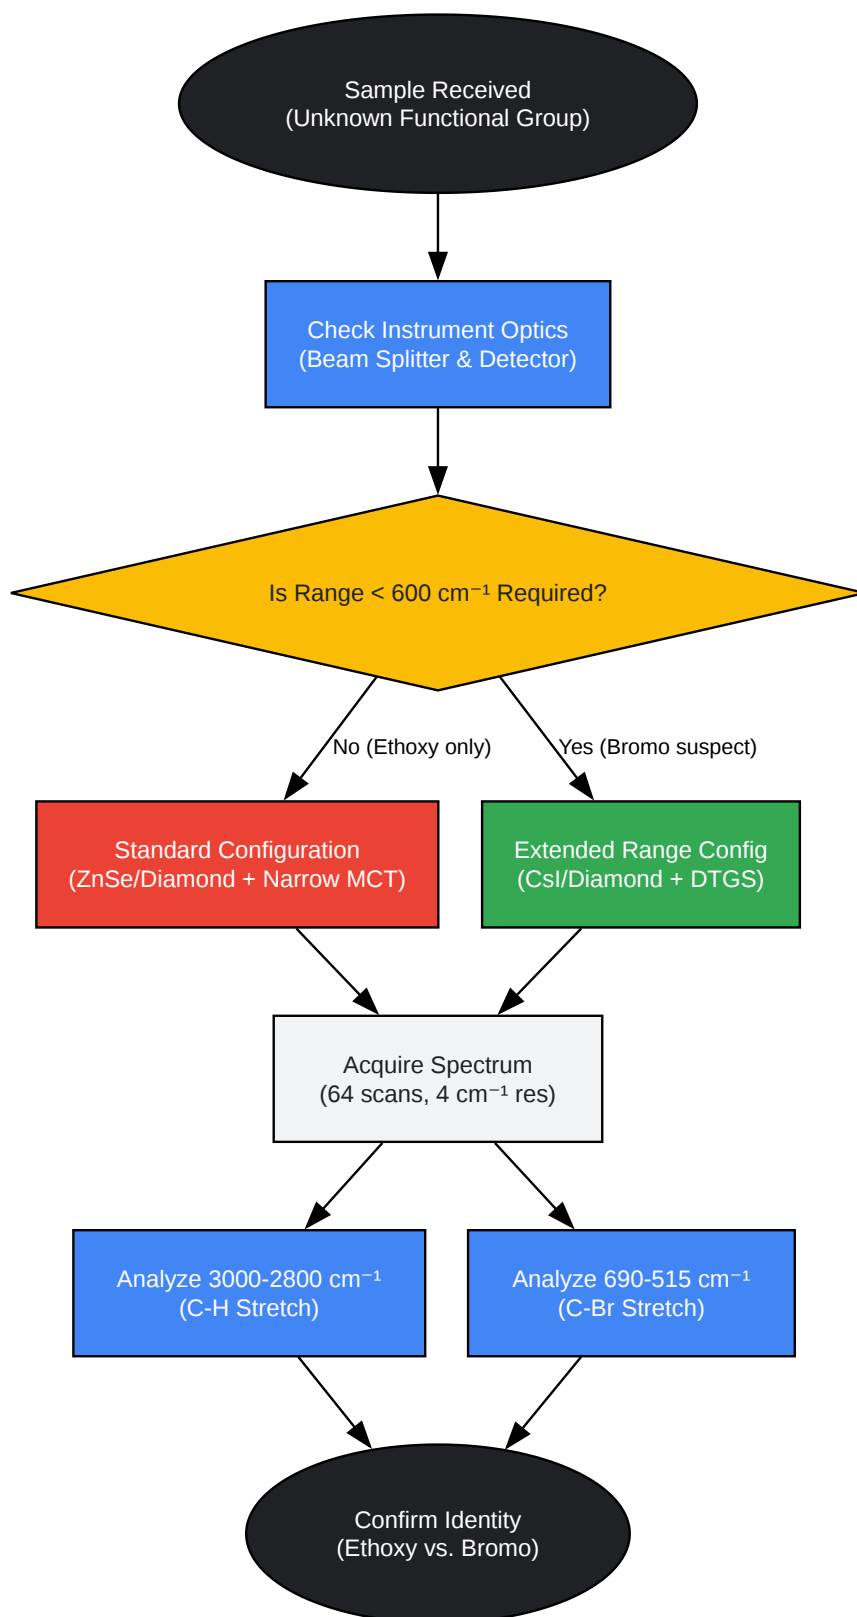 Sample Received
(Unknown Functional Group)
Check Instrument Optics
(Beam Splitter & Detector)
Is Range < 600 cm⁻¹ Required?
No (Ethoxy only)
Yes (Bromo suspect)
Standard Configuration
(ZnSe/Diamond + Narrow MCT)
Extended Range Config
(CsI/Diamond + DTGS)
Acquire Spectrum
(64 scans, 4 cm⁻¹ res)
Analyze 3000-2800 cm⁻¹
(C-H Stretch)
Analyze 690-515 cm⁻¹
(C-Br Stretch)
Confirm Identity
(Ethoxy vs. Bromo)